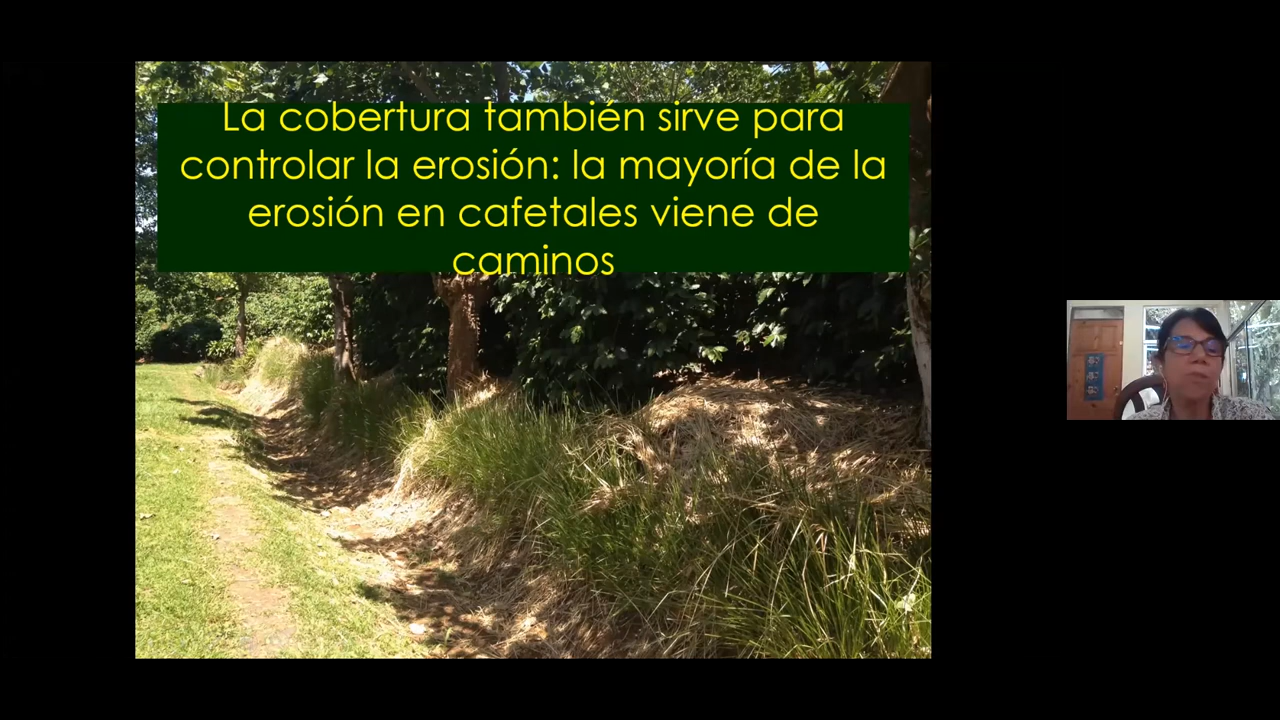 La cobertura también sirve para
controlar la erosión: la mayoría de la
erosión en cafetales viene de
caminos